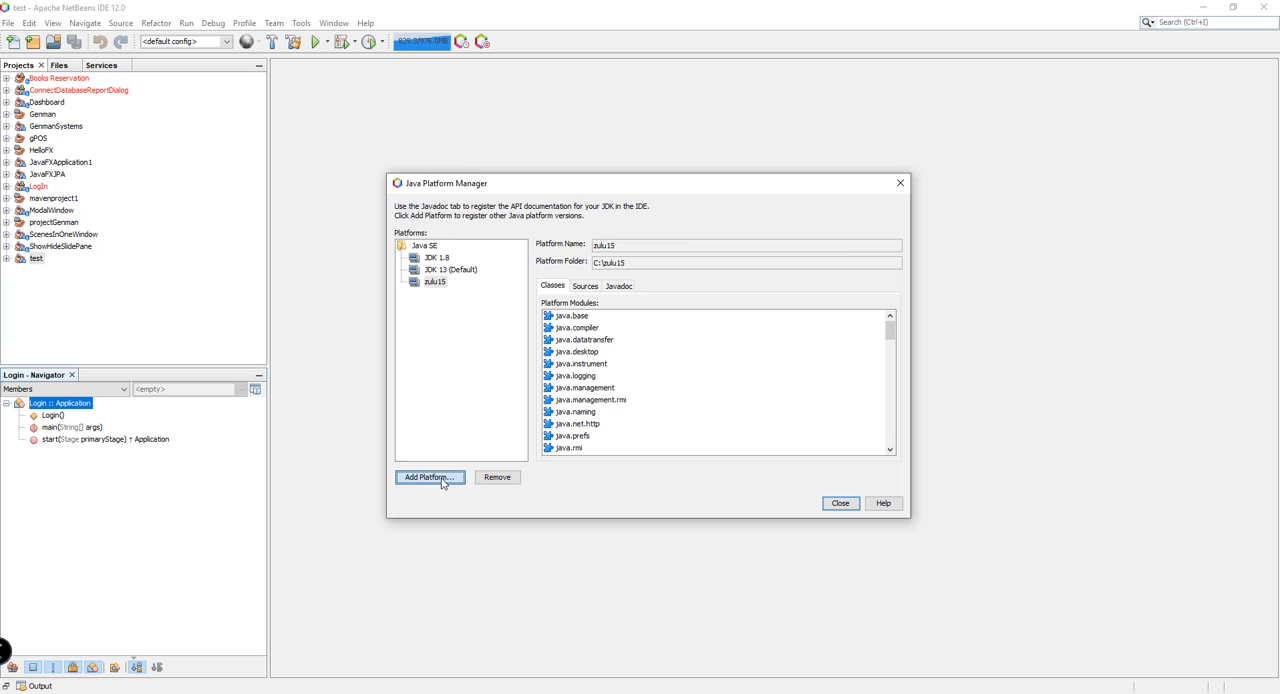 test - Apache NetBeans IDE 12.0
File Edit View Navigate Source Refactor Run Debug Profile Team Tools Window Help
Search (Ctrl+I)
<default config>
829.3/976.0MB
Projects Files Services
Books Reservation
ConnectDatabaseReportDialog
Dashboard
Genman
GenmanSystems
gPOS
HelloFX
JavaFXApplication1
JavaFXJPA
LogIn
mavenproject1
ModalWindow
projectGenman
ScenesInOneWindow
ShowHideSlidePane
test
Java Platform Manager
Use the Javadoc tab to register the API documentation for your JDK in the IDE.
Click Add Platform to register other Java platform versions.
Platforms:
Java SE
JDK 1.8
JDK 13 (Default)
zulu15
Platform Name: zulu15
Platform Folder: C:\zulu15
Classes Sources Javadoc
Platform Modules:
java.base
java.compiler
java.datatransfer
java.desktop
java.instrument
java.logging
java.management
java.management.rmi
java.naming
java.net.http
java.prefs
java.rmi
Add Platform... Remove
Close Help
Login - Navigator
Members <empty>
Login :: Application
Login()
main(String[] args)
start(Stage primaryStage) ↑ Application
Output